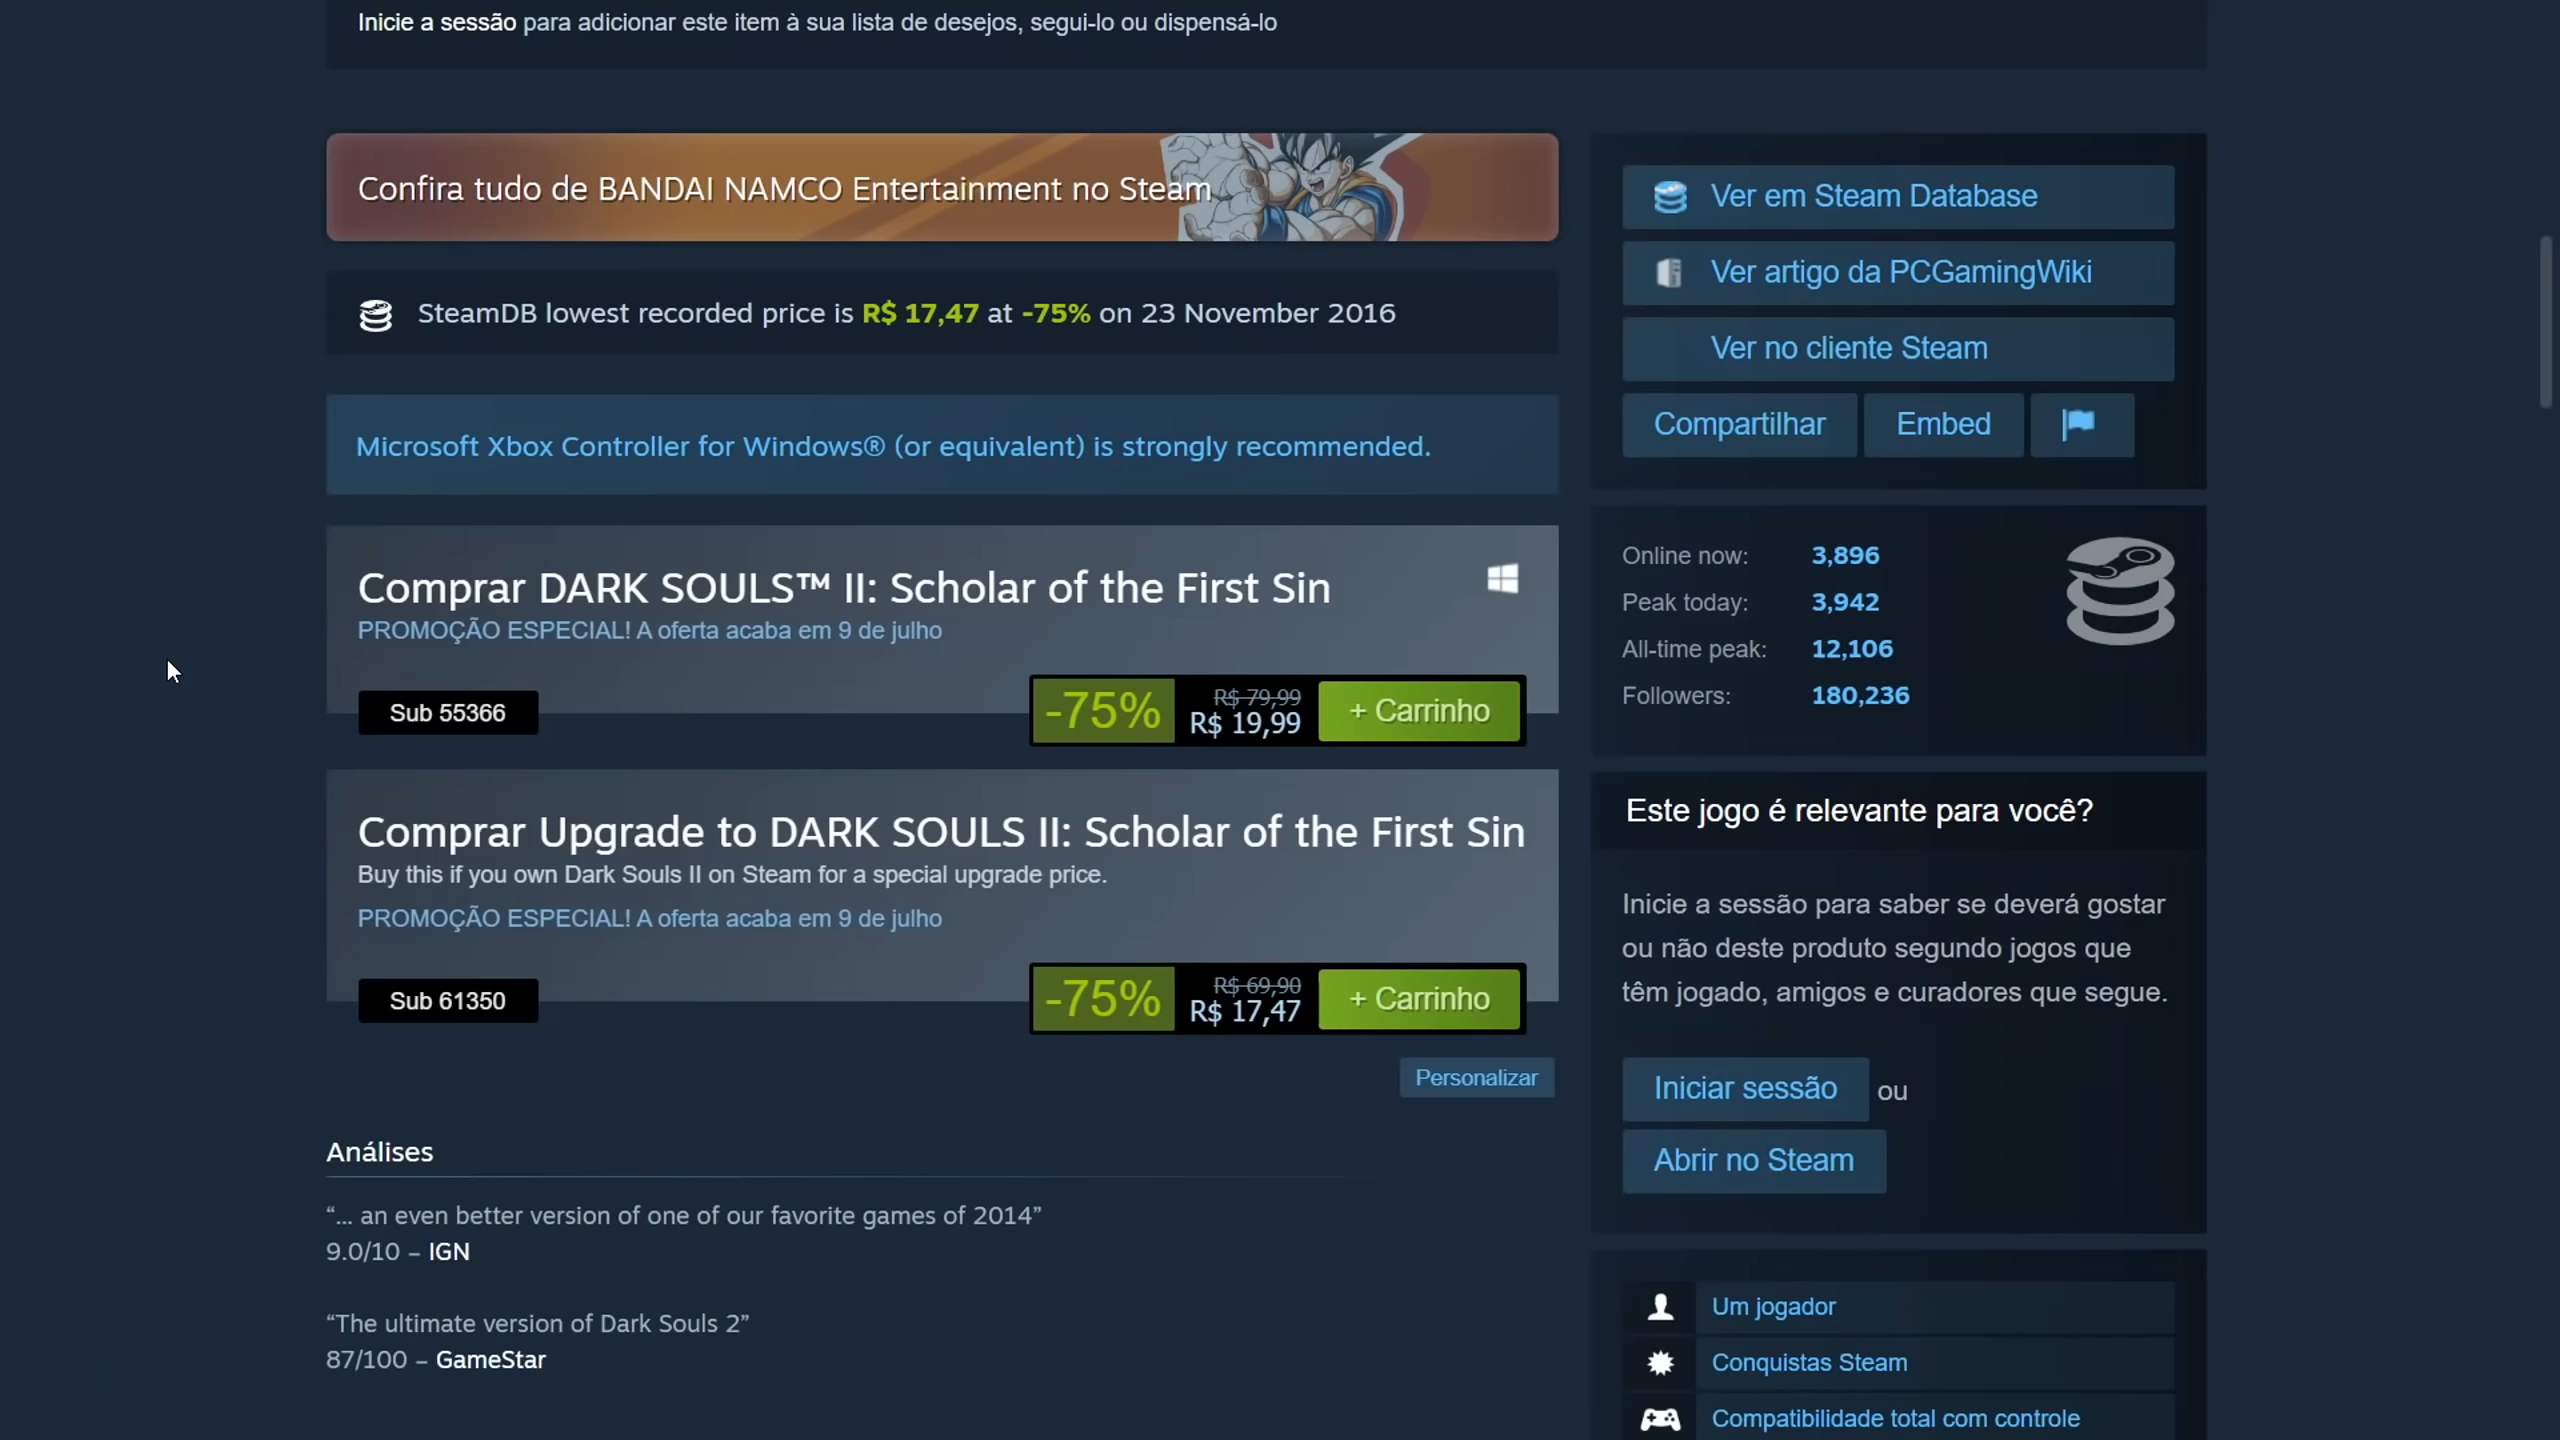 Inicie a sessão para adicionar este item à sua lista de desejos, segui-lo ou dispensá-lo
Confira tudo de BANDAI NAMCO Entertainment no Steam
SteamDB lowest recorded price is R$ 17,47 at -75% on 23 November 2016
Microsoft Xbox Controller for Windows® (or equivalent) is strongly recommended.
Comprar DARK SOULS™ II: Scholar of the First Sin
PROMOÇÃO ESPECIAL! A oferta acaba em 9 de julho
Sub 55366
-75%
R$ 79,99
R$ 19,99
+ Carrinho
Comprar Upgrade to DARK SOULS II: Scholar of the First Sin
Buy this if you own Dark Souls II on Steam for a special upgrade price.
PROMOÇÃO ESPECIAL! A oferta acaba em 9 de julho
Sub 61350
-75%
R$ 69,90
R$ 17,47
+ Carrinho
Personalizar
Análises
“... an even better version of one of our favorite games of 2014”
9.0/10 – IGN
“The ultimate version of Dark Souls 2”
87/100 – GameStar
Ver em Steam Database
Ver artigo da PCGamingWiki
Ver no cliente Steam
Compartilhar
Embed
Online now: 3,896
Peak today: 3,942
All-time peak: 12,106
Followers: 180,236
Este jogo é relevante para você?
Inicie a sessão para saber se deverá gostar
ou não deste produto segundo jogos que
têm jogado, amigos e curadores que segue.
Iniciar sessão ou
Abrir no Steam
Um jogador
Conquistas Steam
Compatibilidade total com controle